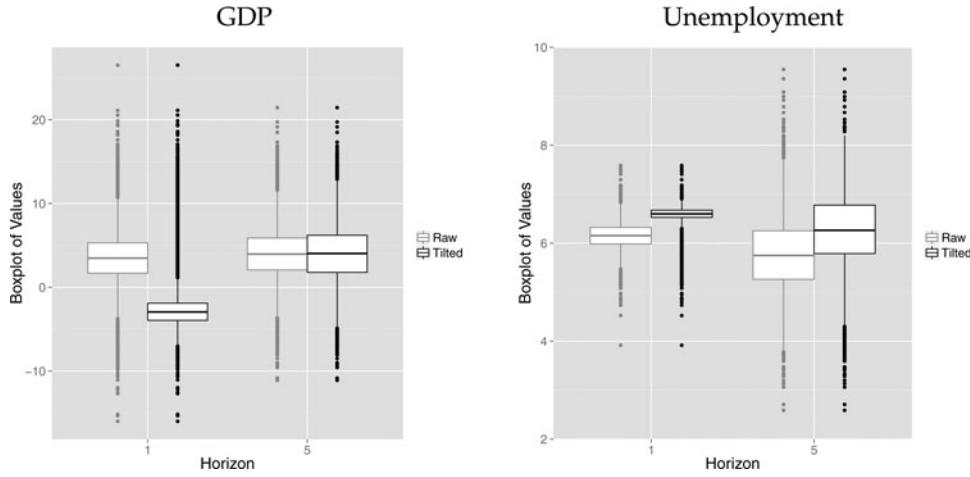 GDP
Boxplot of Values
20
10
0
−10
1
5
Horizon
Raw
Tilted
Unemployment
Boxplot of Values
10
8
6
4
2
1
5
Horizon
Raw
Tilted